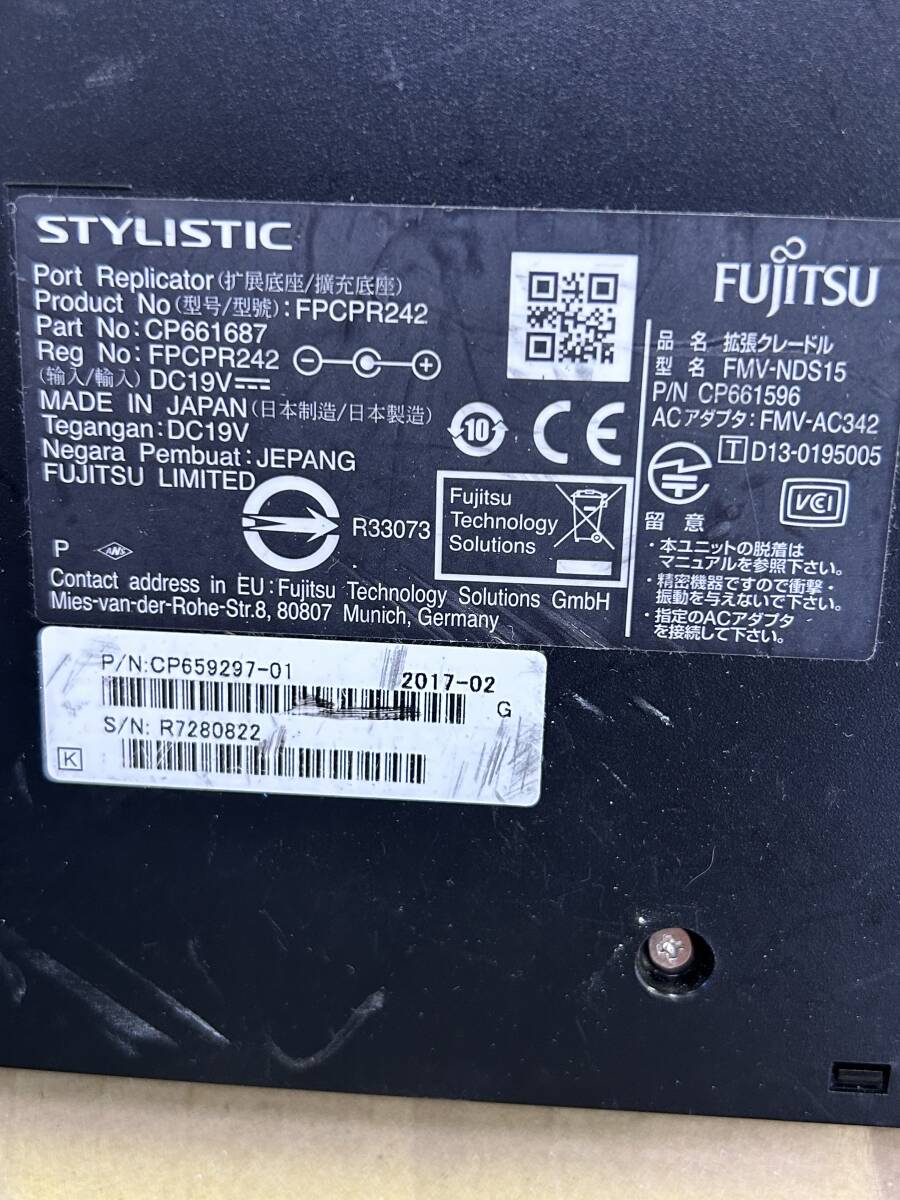 STYLISTIC
Port Replicator(扩展底座/擴充底座)
Product No(型号/型號):FPCPR242
Part No:CP661687
Reg No:FPCPR242
(输入/輸入) DC19V
MADE IN JAPAN(日本制造/日本製造)
Tegangan:DC19V
Negara Pembuat:JEPANG
FUJITSU LIMITED
R33073
P
ANS
10
CE
Fujitsu
Technology
Solutions
Contact address in EU:Fujitsu Technology Solutions GmbH
Mies-van-der-Rohe-Str.8, 80807 Munich, Germany
FUJITSU
品 名 拡張クレードル
型 名 FMV-NDS15
P/N CP661596
ACアダプタ:FMV-AC342
T D13-0195005
VCI
留 意
・本ユニットの脱着は
マニュアルを参照下さい。
・精密機器ですので衝撃・
振動を与えないで下さい。
・指定のACアダプタ
を接続して下さい。
P/N:CP659297-01
2017-02
G
S/N: R7280822
K